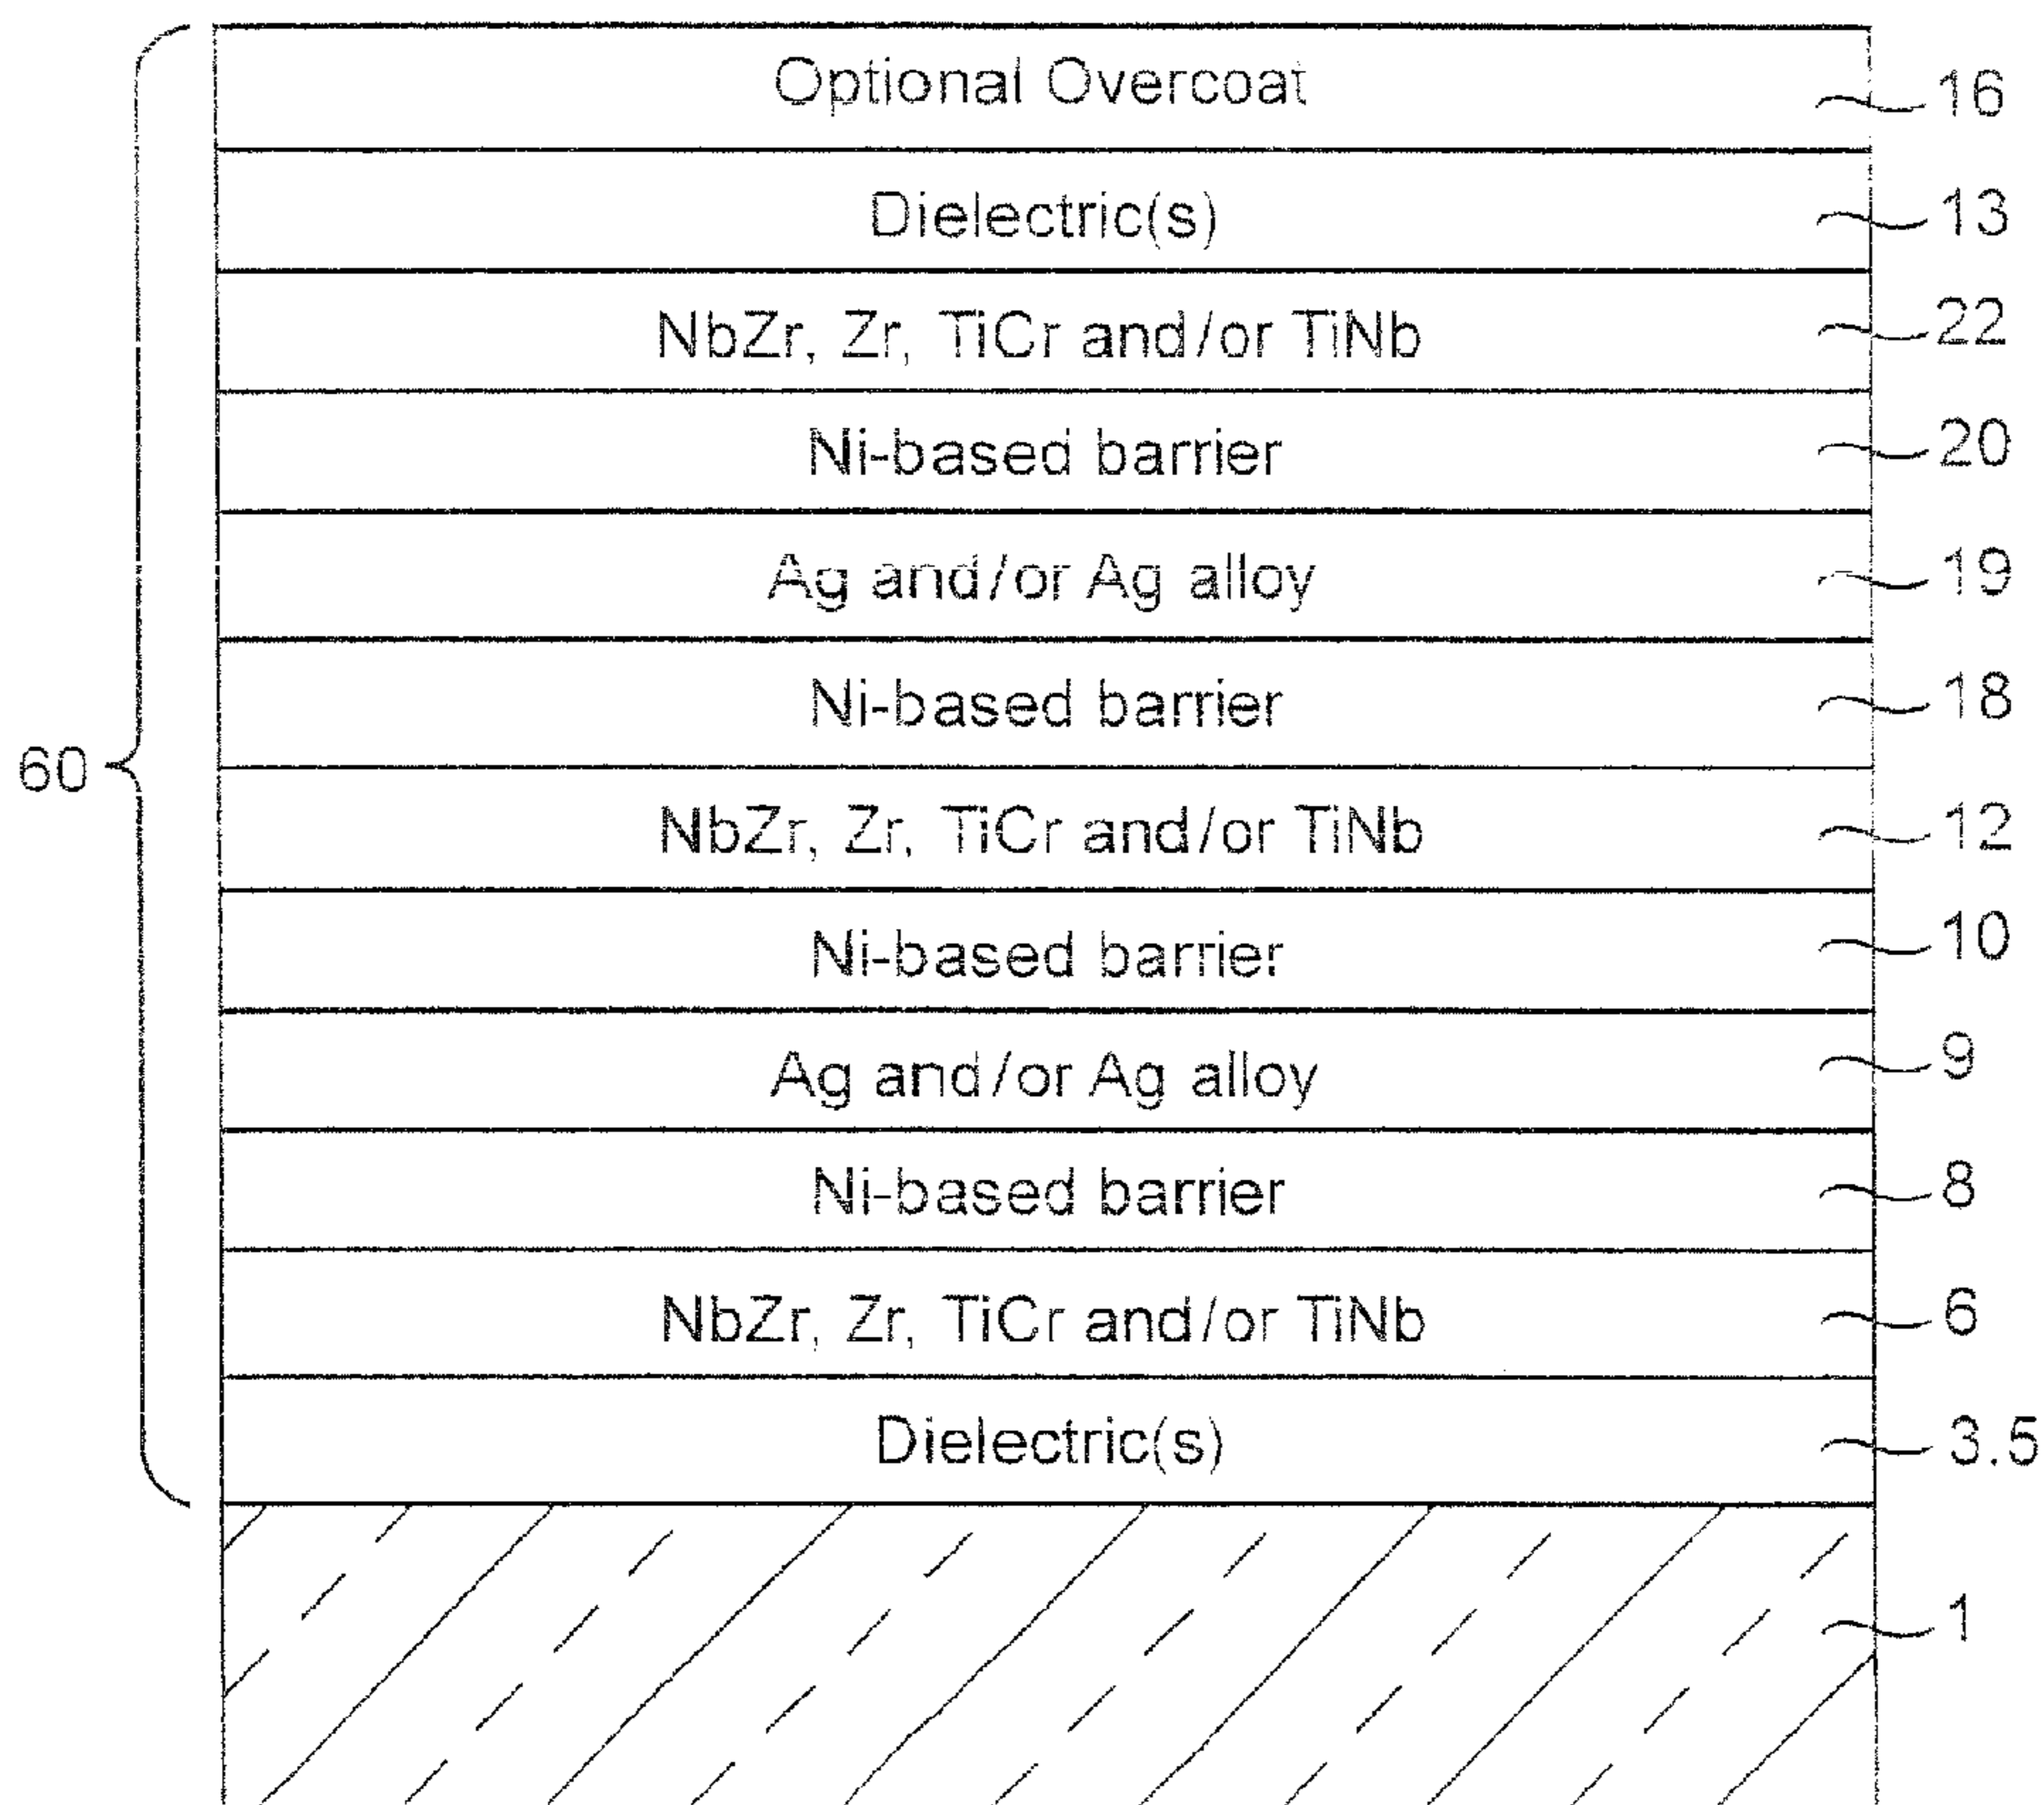 Optional Overcoat 16
Dielectric(s) 13
NbZr, Zr, TiCr and/or TiNb 22
Ni-based barrier 20
Ag and/or Ag alloy 19
Ni-based barrier 18
60
NbZr, Zr, TiCr and/or TiNb 12
Ni-based barrier 10
Ag and/or Ag alloy 9
Ni-based barrier 8
NbZr, Zr, TiCr and/or TiNb 6
Dielectric(s) 3.5
1